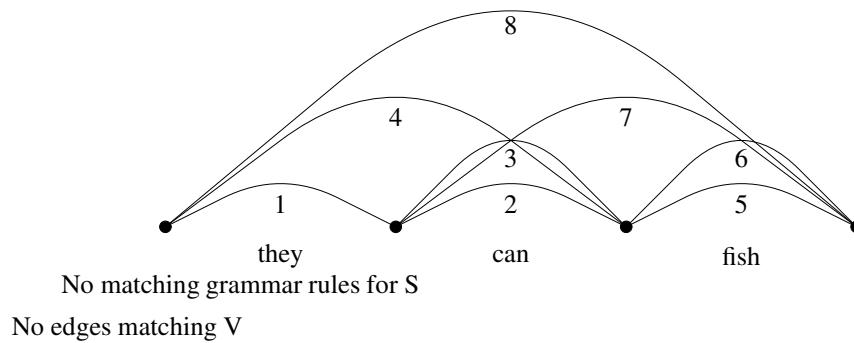 8
4 7
3 6
1 2 5
they can fish
No matching grammar rules for S
No edges matching V